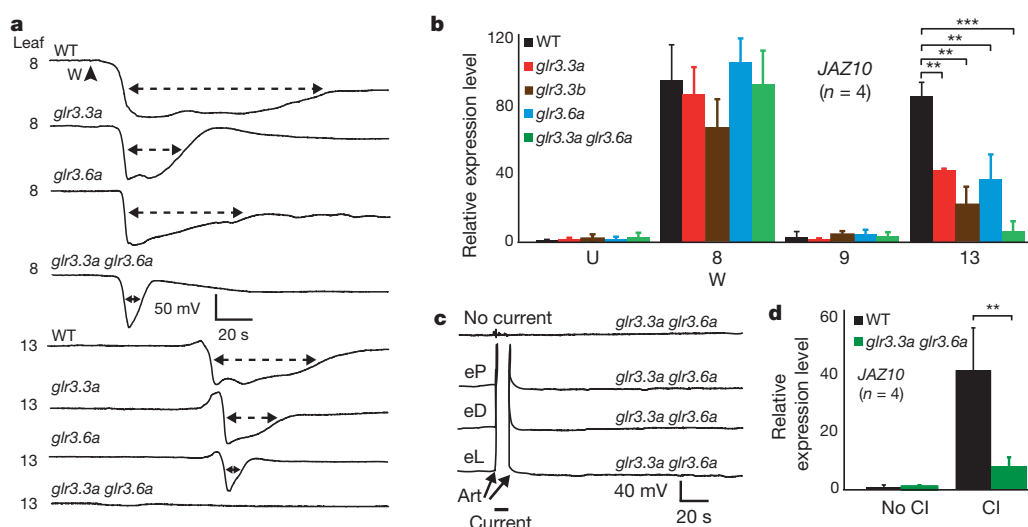 a
Leaf
WT
8
W
glr3.3a
8
glr3.6a
8
glr3.3a glr3.6a
8
50 mV
20 s
WT
13
glr3.3a
13
glr3.6a
13
glr3.3a glr3.6a
13
b
Relative expression level
120
80
40
0
WT
glr3.3a
glr3.3b
glr3.6a
glr3.3a glr3.6a
JAZ10
(n = 4)
***
**
**
**
U
8
9
13
W
c
No current
glr3.3a glr3.6a
eP
glr3.3a glr3.6a
eD
glr3.3a glr3.6a
eL
glr3.3a glr3.6a
Art
Current
40 mV
20 s
d
Relative
expression level
60
40
20
0
WT
glr3.3a glr3.6a
JAZ10
(n = 4)
**
No CI
CI